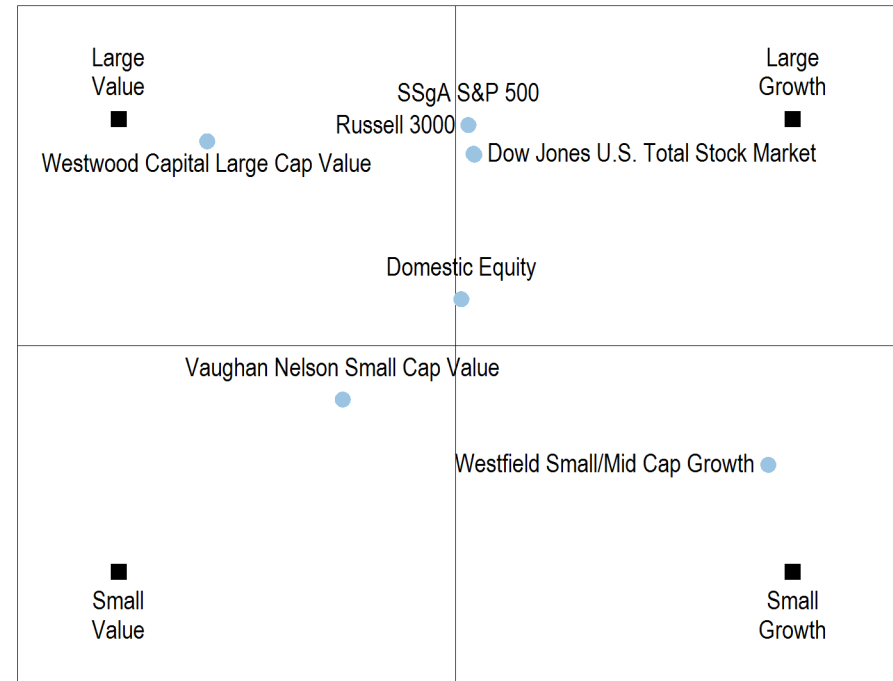 Large
Value
Large
Growth
SSgA S&P 500
Russell 3000
Westwood Capital Large Cap Value
Dow Jones U.S. Total Stock Market
Domestic Equity
Vaughan Nelson Small Cap Value
Westfield Small/Mid Cap Growth
Small
Value
Small
Growth